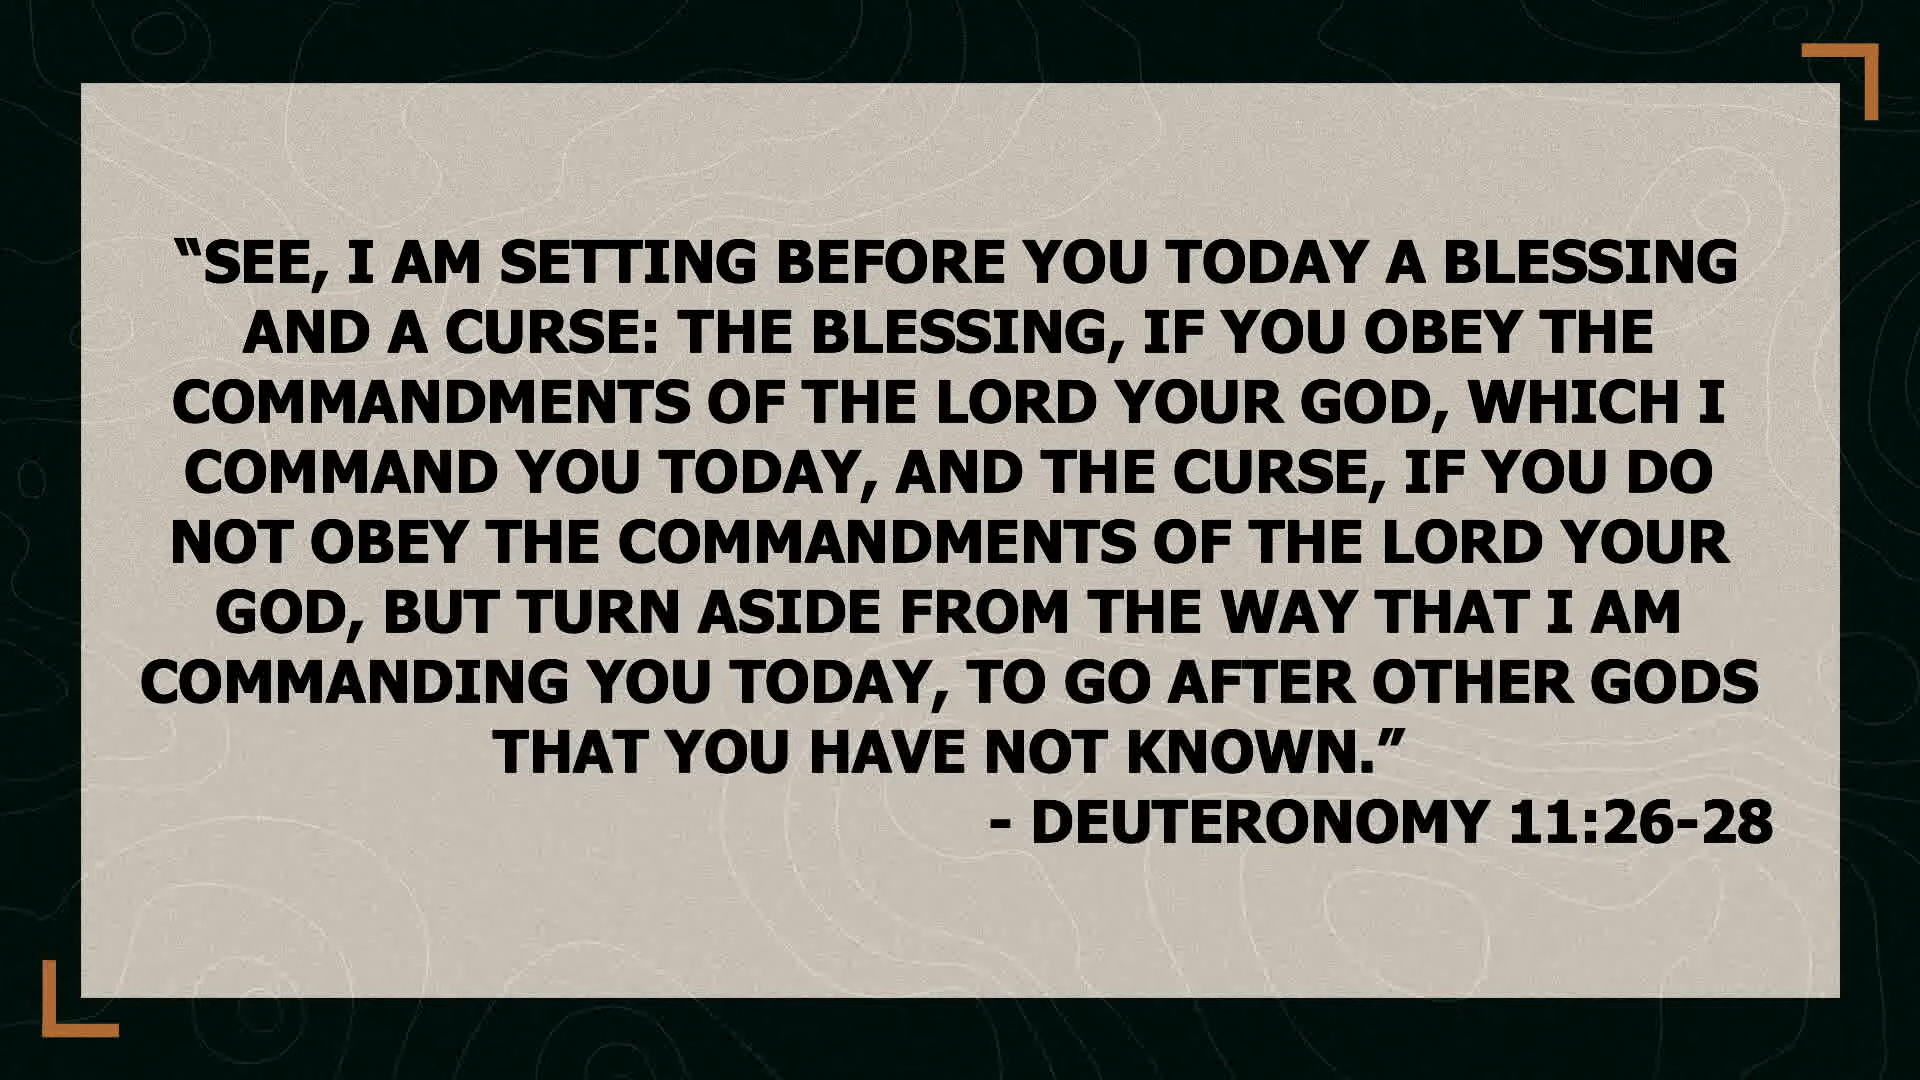 “SEE, I AM SETTING BEFORE YOU TODAY A BLESSING
AND A CURSE: THE BLESSING, IF YOU OBEY THE
COMMANDMENTS OF THE LORD YOUR GOD, WHICH I
COMMAND YOU TODAY, AND THE CURSE, IF YOU DO
NOT OBEY THE COMMANDMENTS OF THE LORD YOUR
GOD, BUT TURN ASIDE FROM THE WAY THAT I AM
COMMANDING YOU TODAY, TO GO AFTER OTHER GODS
THAT YOU HAVE NOT KNOWN.”
- DEUTERONOMY 11:26-28